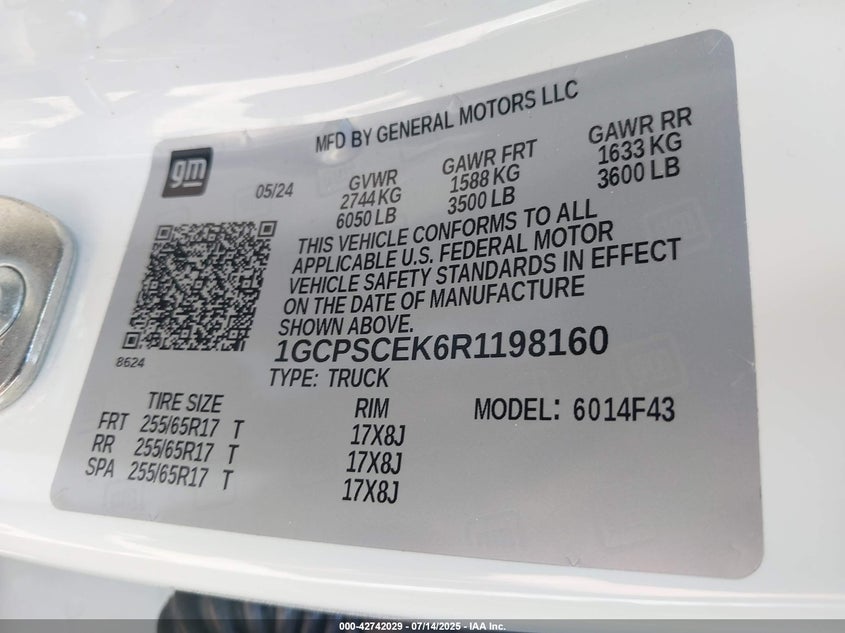 MFD BY GENERAL MOTORS LLC
gm
05/24
GVWR
2744 KG
6050 LB
GAWR FRT
1588 KG
3500 LB
GAWR RR
1633 KG
3600 LB
THIS VEHICLE CONFORMS TO ALL
APPLICABLE U.S. FEDERAL MOTOR
VEHICLE SAFETY STANDARDS IN EFFECT
ON THE DATE OF MANUFACTURE
SHOWN ABOVE.
8624
1GCPSCEK6R1198160
TYPE: TRUCK
TIRE SIZE
RIM
MODEL: 6014F43
FRT 255/65R17 T 17X8J
RR 255/65R17 T 17X8J
SPA 255/65R17 T 17X8J
000-42742029 - 07/14/2025 - IAA Inc.